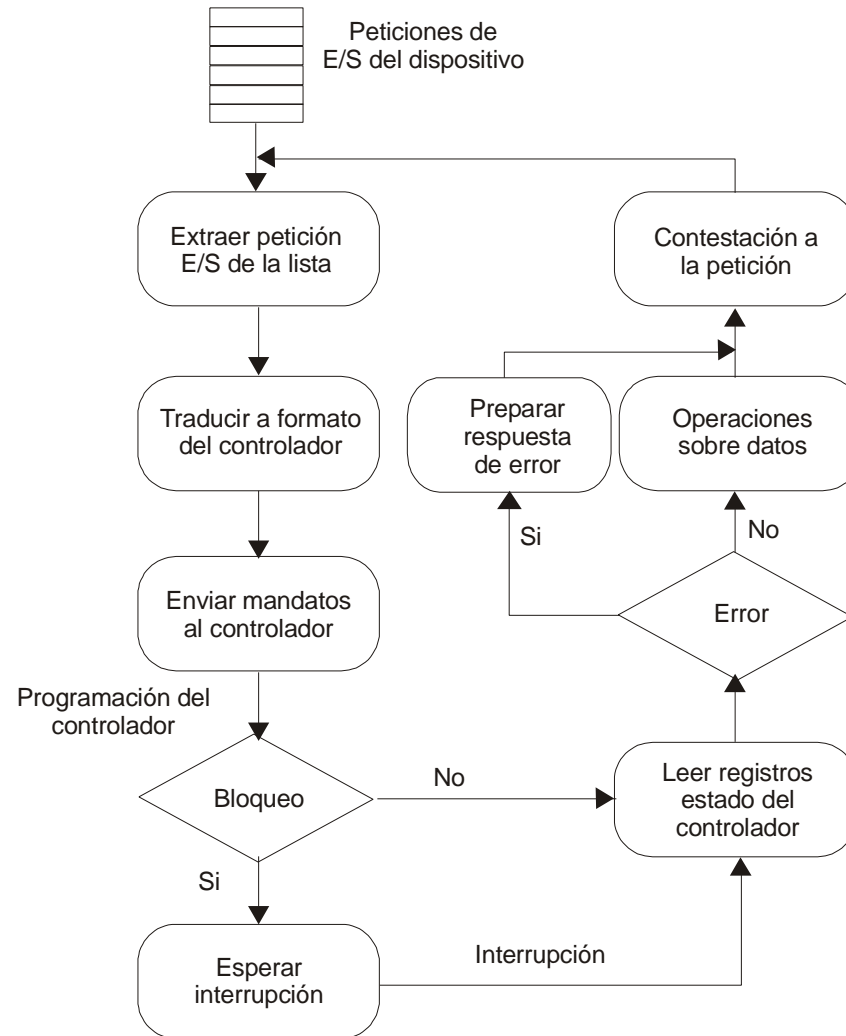 Peticiones de
E/S del dispositivo
Extraer petición
E/S de la lista
Contestación a
la petición
Traducir a formato
del controlador
Preparar
respuesta
de error
Operaciones
sobre datos
Si
No
Enviar mandatos
al controlador
Error
Programación del
controlador
Bloqueo
No
Leer registros
estado del
controlador
Si
Esperar
interrupción
Interrupción